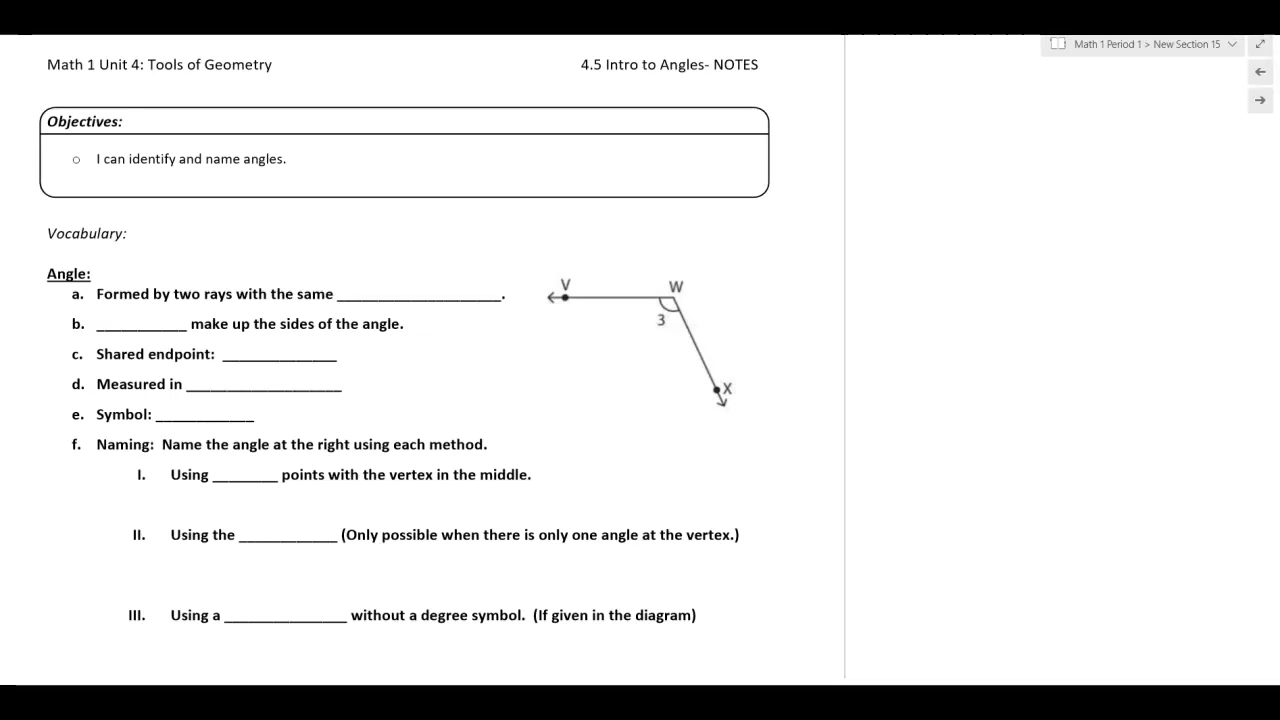 Math 1 Period 1 > New Section 15
Math 1 Unit 4: Tools of Geometry 4.5 Intro to Angles- NOTES
Objectives:
○ I can identify and name angles.
Vocabulary:
Angle:
a. Formed by two rays with the same ____________________.
b. ___________ make up the sides of the angle.
c. Shared endpoint: ______________
d. Measured in ___________________
e. Symbol: ____________
f. Naming: Name the angle at the right using each method.
I. Using ________ points with the vertex in the middle.
II. Using the ____________ (Only possible when there is only one angle at the vertex.)
III. Using a _______________ without a degree symbol. (If given in the diagram)
V
W
3
X